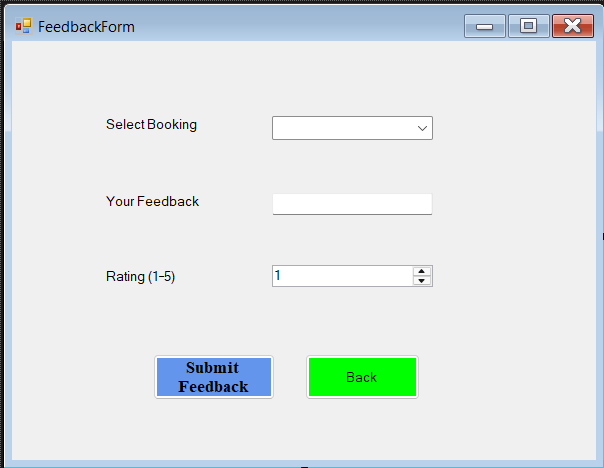 FeedbackForm
Select Booking
Your Feedback
Rating (1-5)
1
Submit
Feedback
Back